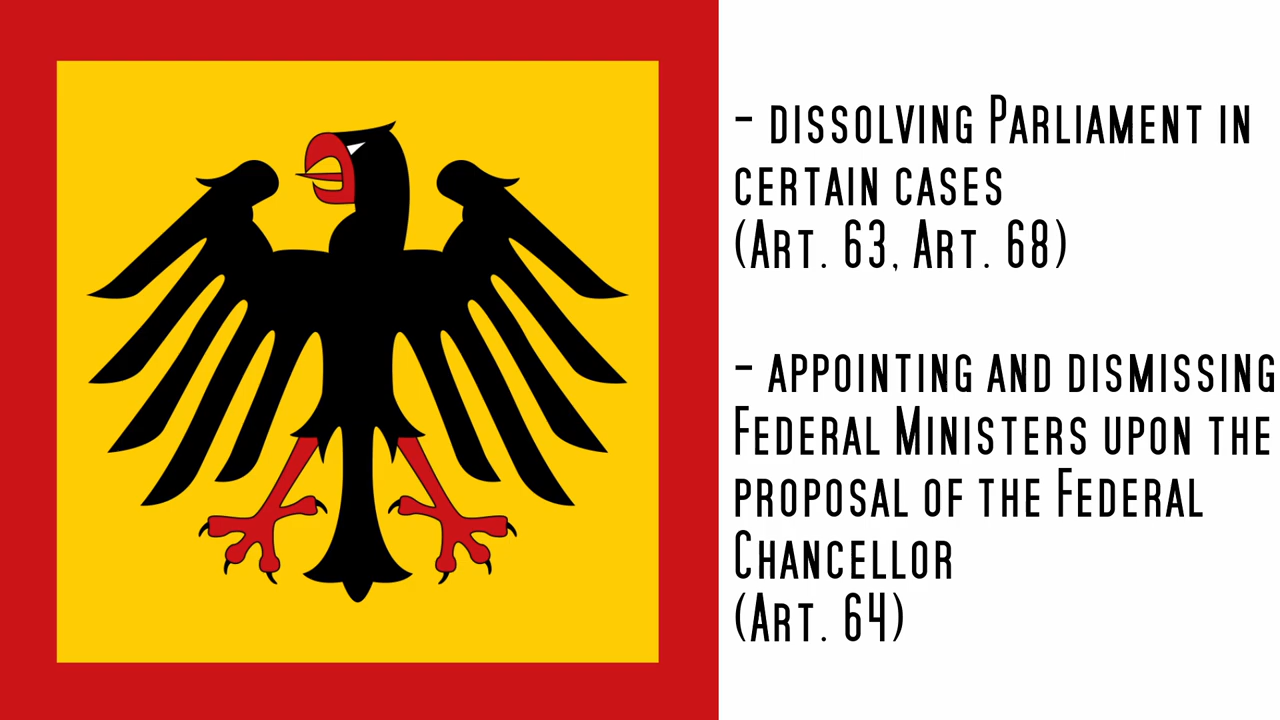 - dissolving Parliament in
certain cases
(Art. 63, Art. 68)
- appointing and dismissing
Federal Ministers upon the
proposal of the Federal
Chancellor
(Art. 64)